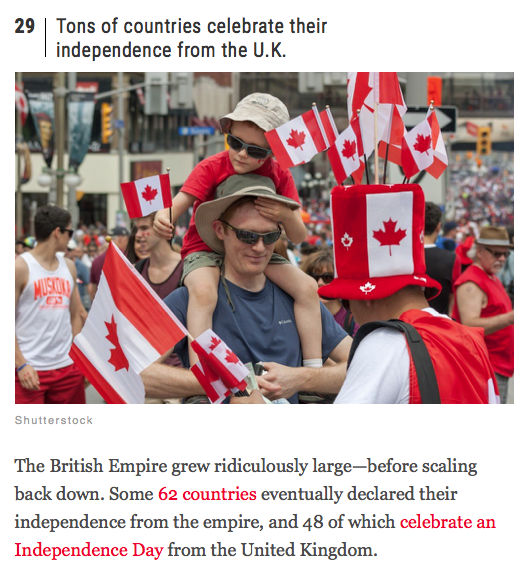 29 Tons of countries celebrate their
independence from the U.K.
MUSKOKA
Shutterstock
The British Empire grew ridiculously large—before scaling
back down. Some 62 countries eventually declared their
independence from the empire, and 48 of which celebrate an
Independence Day from the United Kingdom.